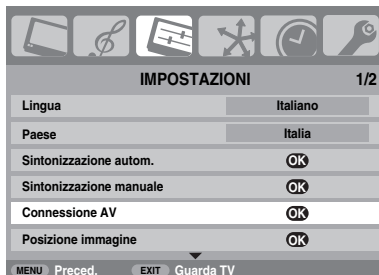 IMPOSTAZIONI 1/2
Lingua Italiano
Paese Italia
Sintonizzazione autom. OK
Sintonizzazione manuale OK
Connessione AV OK
Posizione immagine OK
MENU Preced. EXIT Guarda TV